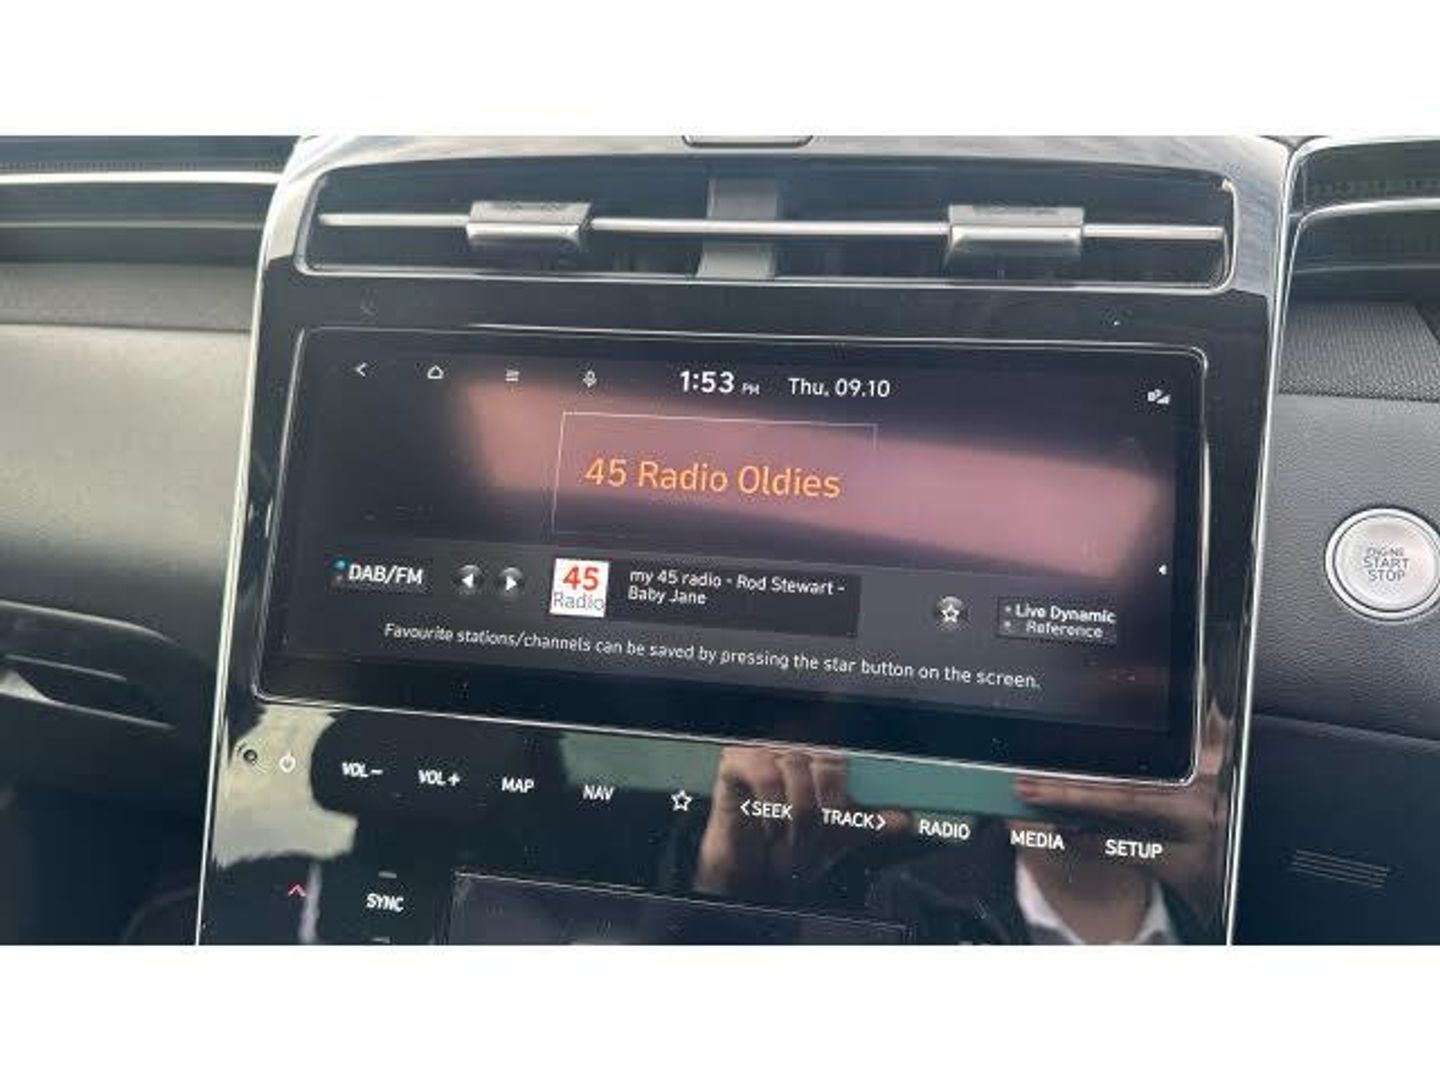 1:53 PM Thu, 09.10
45 Radio Oldies
DAB/FM
45
Radio
my 45 radio - Rod Stewart -
Baby Jane
Live Dynamic
Reference
Favourite stations/channels can be saved by pressing the star button on the screen.
ENGINE
START
STOP
VOL− VOL+ MAP NAV <SEEK TRACK> RADIO MEDIA SETUP
SYNC